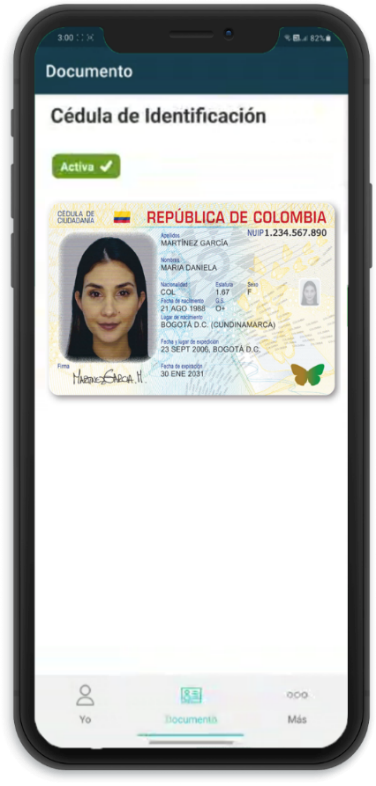 3:00
82%
Documento
Cédula de Identificación
Activa
CÉDULA DE
CIUDADANÍA
REPÚBLICA DE COLOMBIA
NUIP1.234.567.890
Apellidos
MARTÍNEZ GARCÍA
Nombres
MARIA DANIELA
Nacionalidad Estatura Sexo
COL 1.67 F
Fecha de nacimiento G.S.
21 AGO 1988 O+
Lugar de nacimiento
BOGOTÁ D.C. (CUNDINAMARCA)
Fecha y lugar de expedición
23 SEPT 2006, BOGOTÁ D.C.
Fecha de expiración
30 ENE 2031
Firma
Yo
Documento
Más